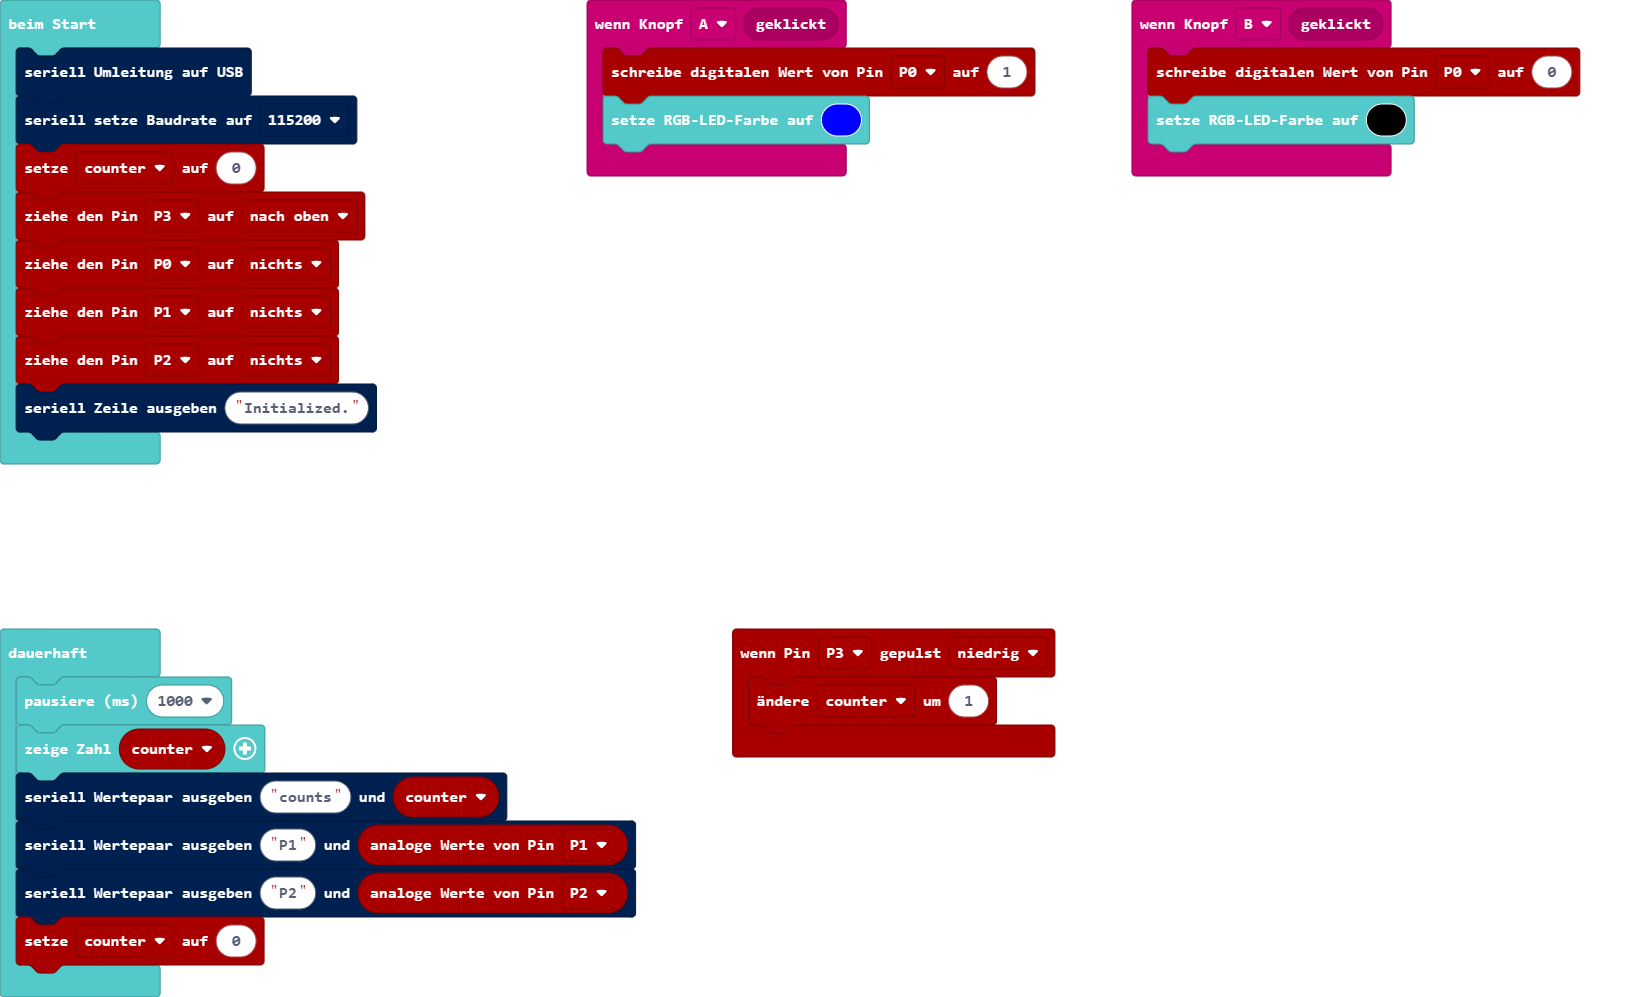 beim Start
seriell Umleitung auf USB
seriell setze Baudrate auf 115200
setze counter auf 0
ziehe den Pin P3 auf nach oben
ziehe den Pin P0 auf nichts
ziehe den Pin P1 auf nichts
ziehe den Pin P2 auf nichts
seriell Zeile ausgeben "Initialized."
wenn Knopf A geklickt
schreibe digitalen Wert von Pin P0 auf 1
setze RGB-LED-Farbe auf
wenn Knopf B geklickt
schreibe digitalen Wert von Pin P0 auf 0
setze RGB-LED-Farbe auf
dauerhaft
pausiere (ms) 1000
zeige Zahl counter
seriell Wertepaar ausgeben "counts" und counter
seriell Wertepaar ausgeben "P1" und analoge Werte von Pin P1
seriell Wertepaar ausgeben "P2" und analoge Werte von Pin P2
setze counter auf 0
wenn Pin P3 gepulst niedrig
ändere counter um 1